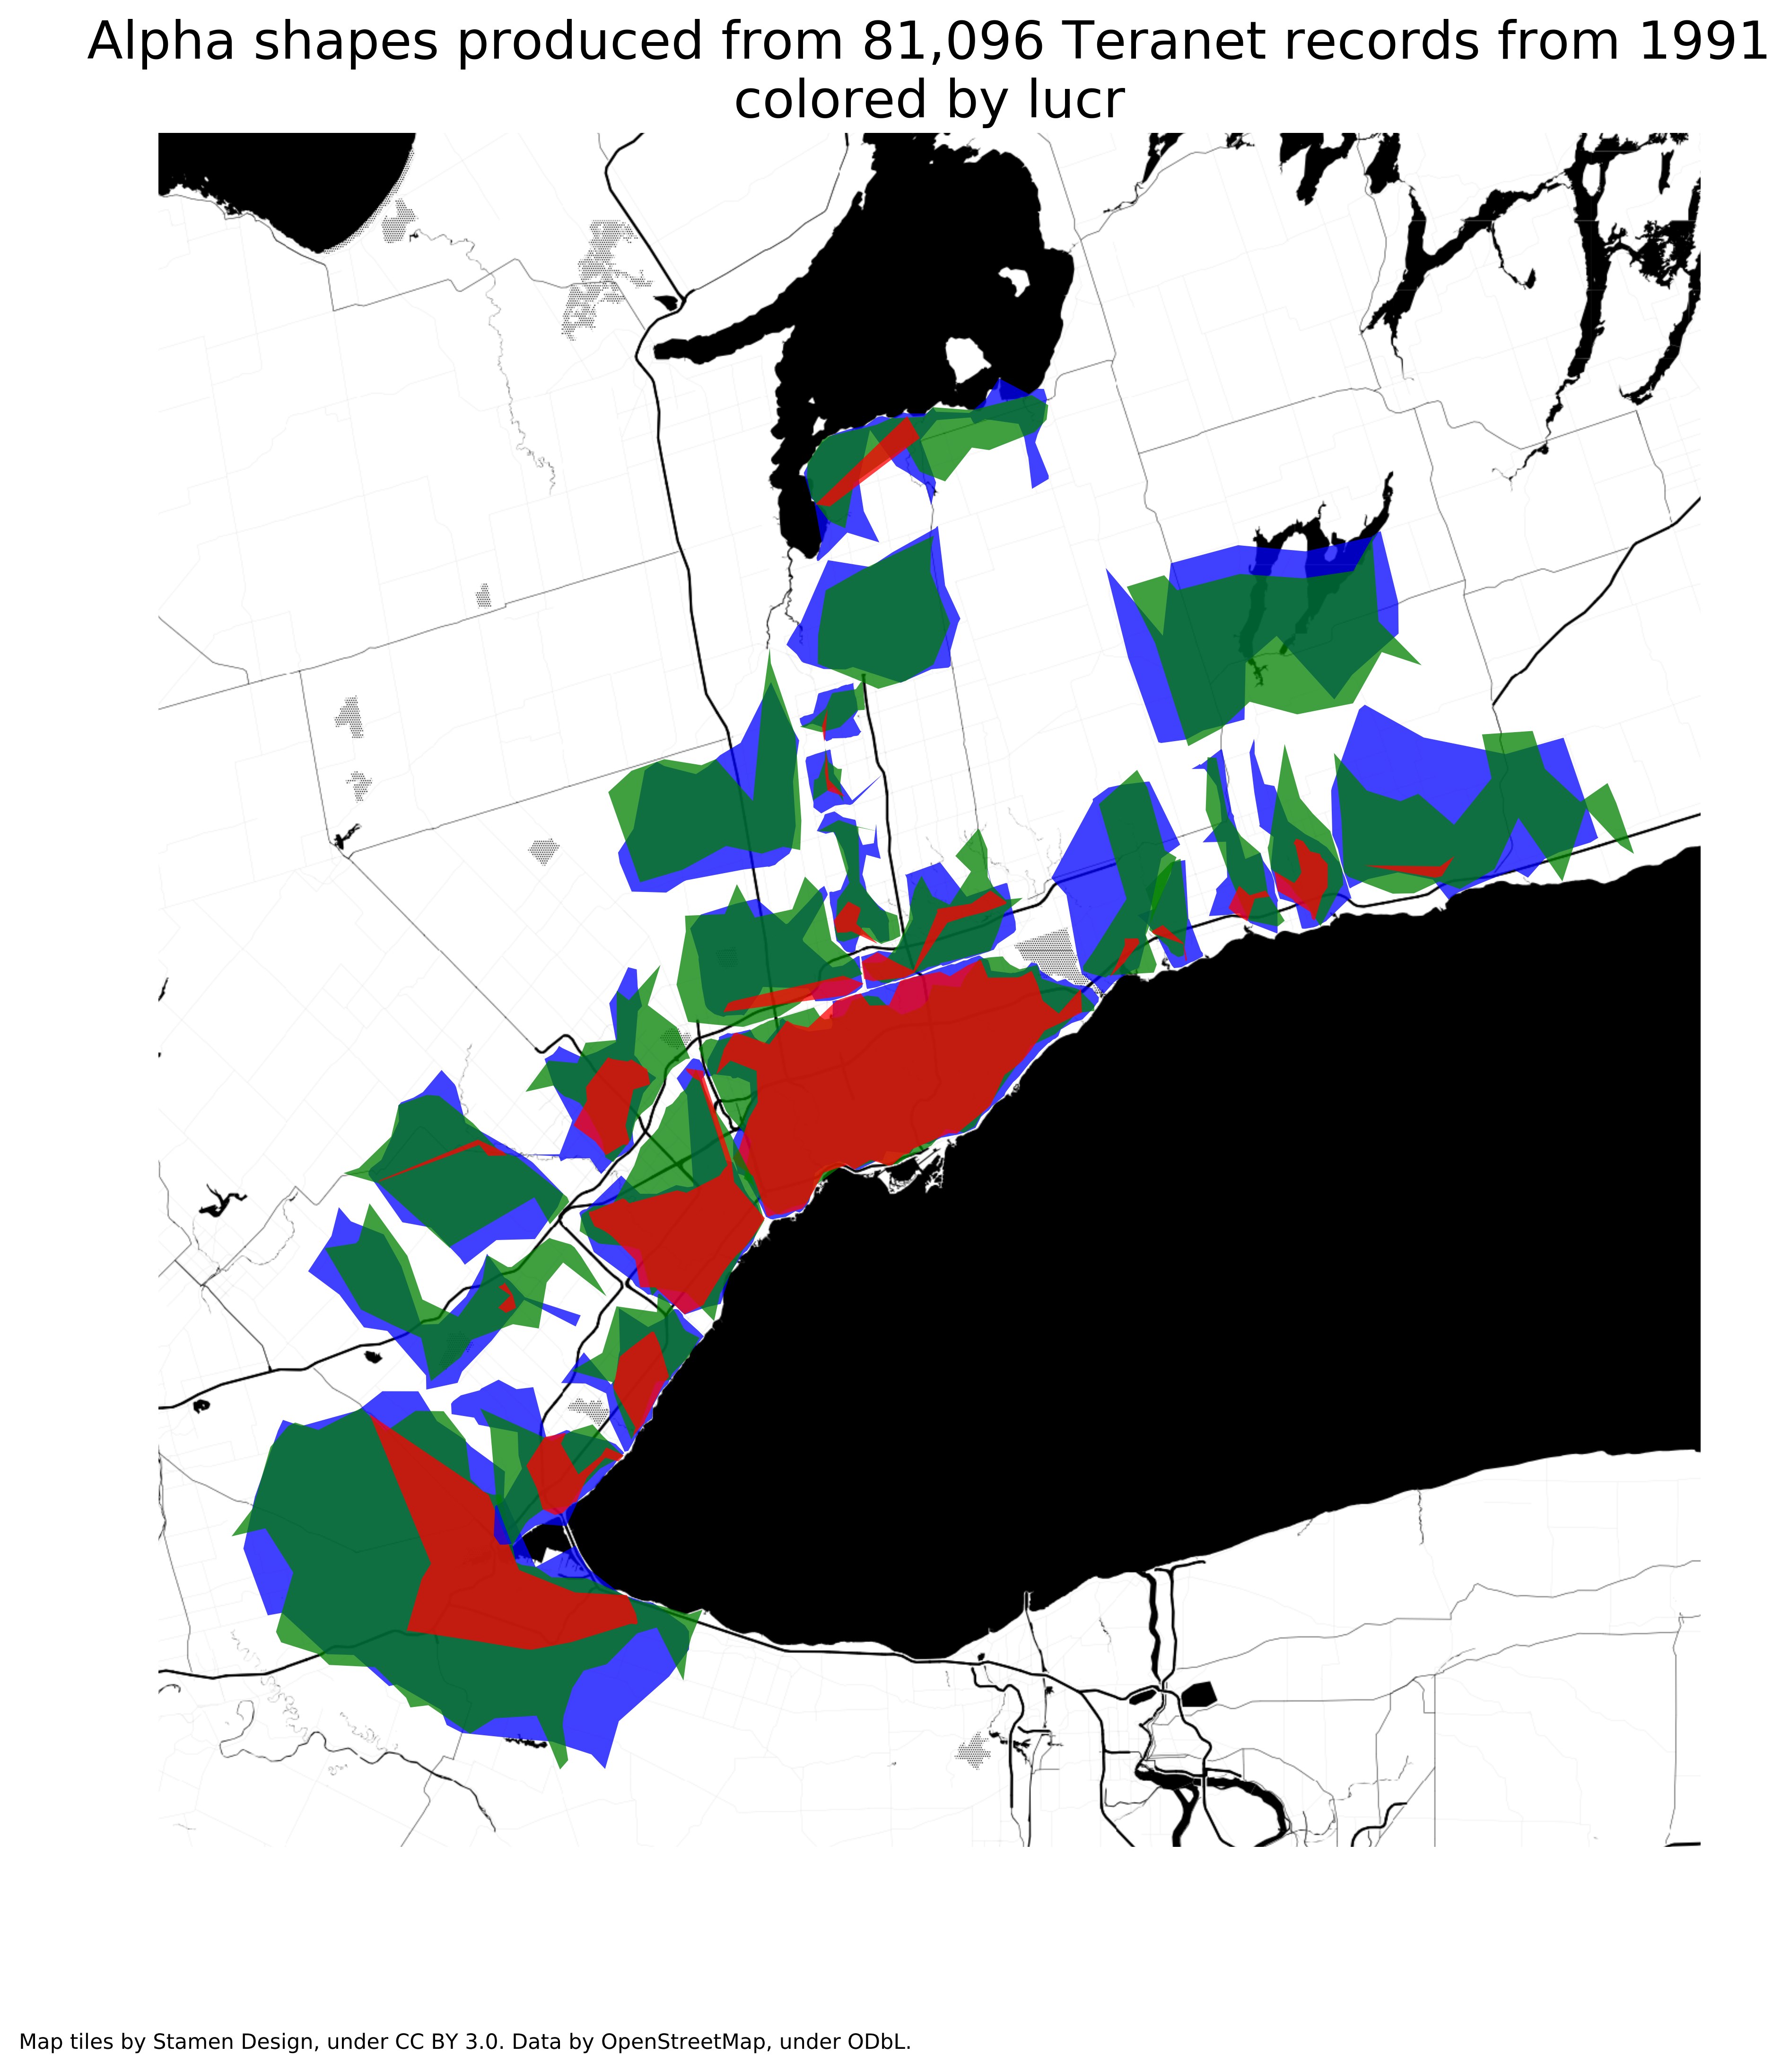 Alpha shapes produced from 81,096 Teranet records from 1991
colored by lucr
Map tiles by Stamen Design, under CC BY 3.0. Data by OpenStreetMap, under ODbL.